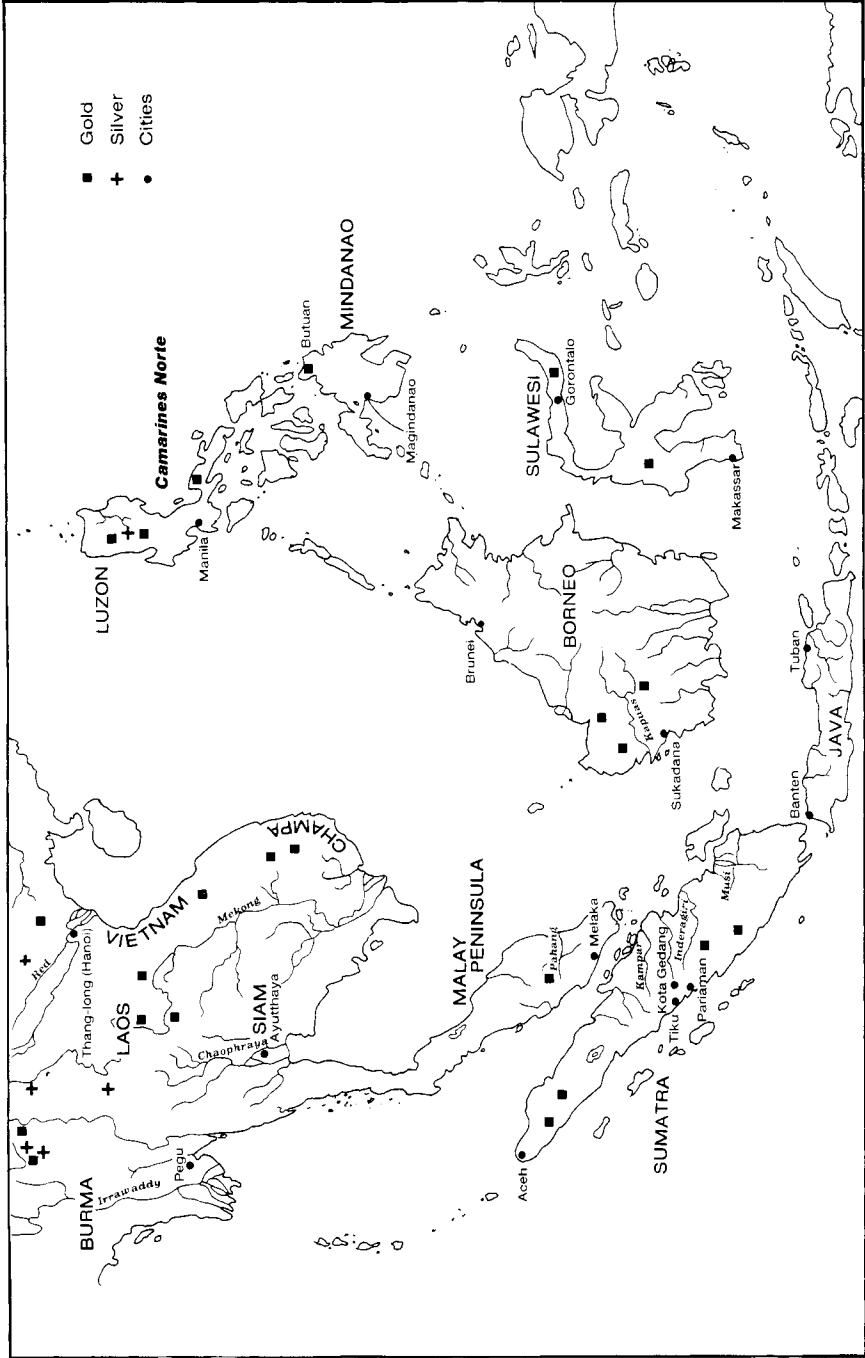 Gold
Silver
Cities
BURMA
Irrawaddy
Pegu
Red
Thang-long (Hanoi)
LAOS
VIETNAM
Mekong
CHAMPA
SIAM
Ayutthaya
Chaophraya
LUZON
Manila
Camarines Norte
Butuan
MINDANAO
Magindanao
MALAY
PENINSULA
Pahang
Melaka
Aceh
SUMATRA
Kampar
Kota Gedang
Inderagiri
Tiku
Pariaman
Musi
Brunei
BORNEO
Kapuas
Sukadana
SULAWESI
Gorontalo
Makassar
Banten
JAVA
Tuban